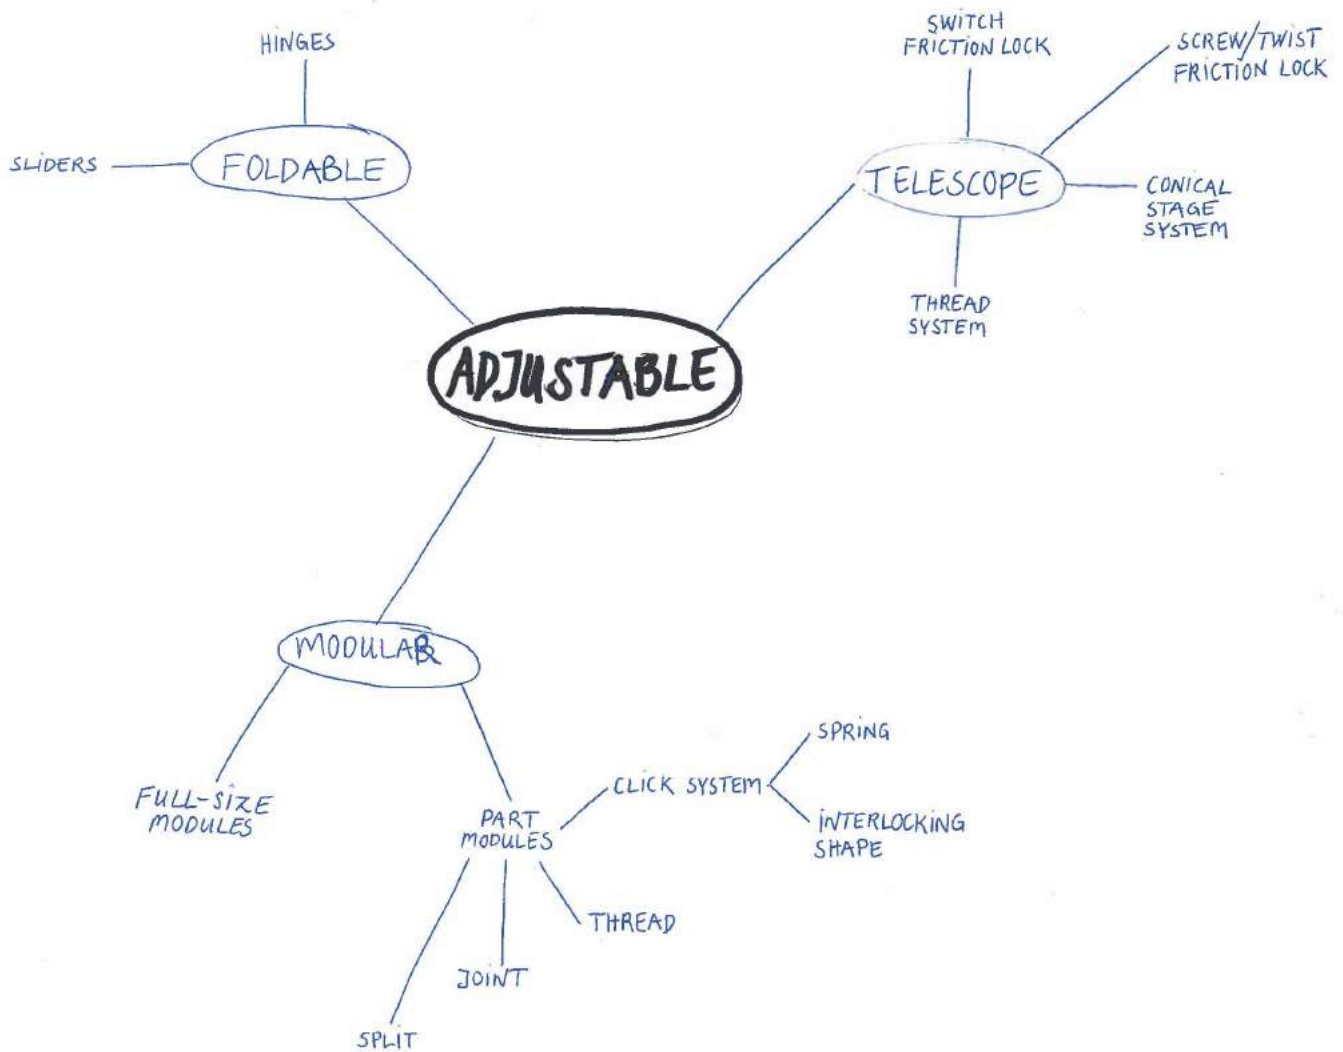 HINGES
SLIDERS
FOLDABLE
SWITCH
FRICTION LOCK
SCREW/TWIST
FRICTION LOCK
TELESCOPE
CONICAL
STAGE
SYSTEM
THREAD
SYSTEM
ADJUSTABLE
MODULAR
FULL-SIZE
MODULES
PART
MODULES
CLICK SYSTEM
SPRING
INTERLOCKING
SHAPE
THREAD
JOINT
SPLIT